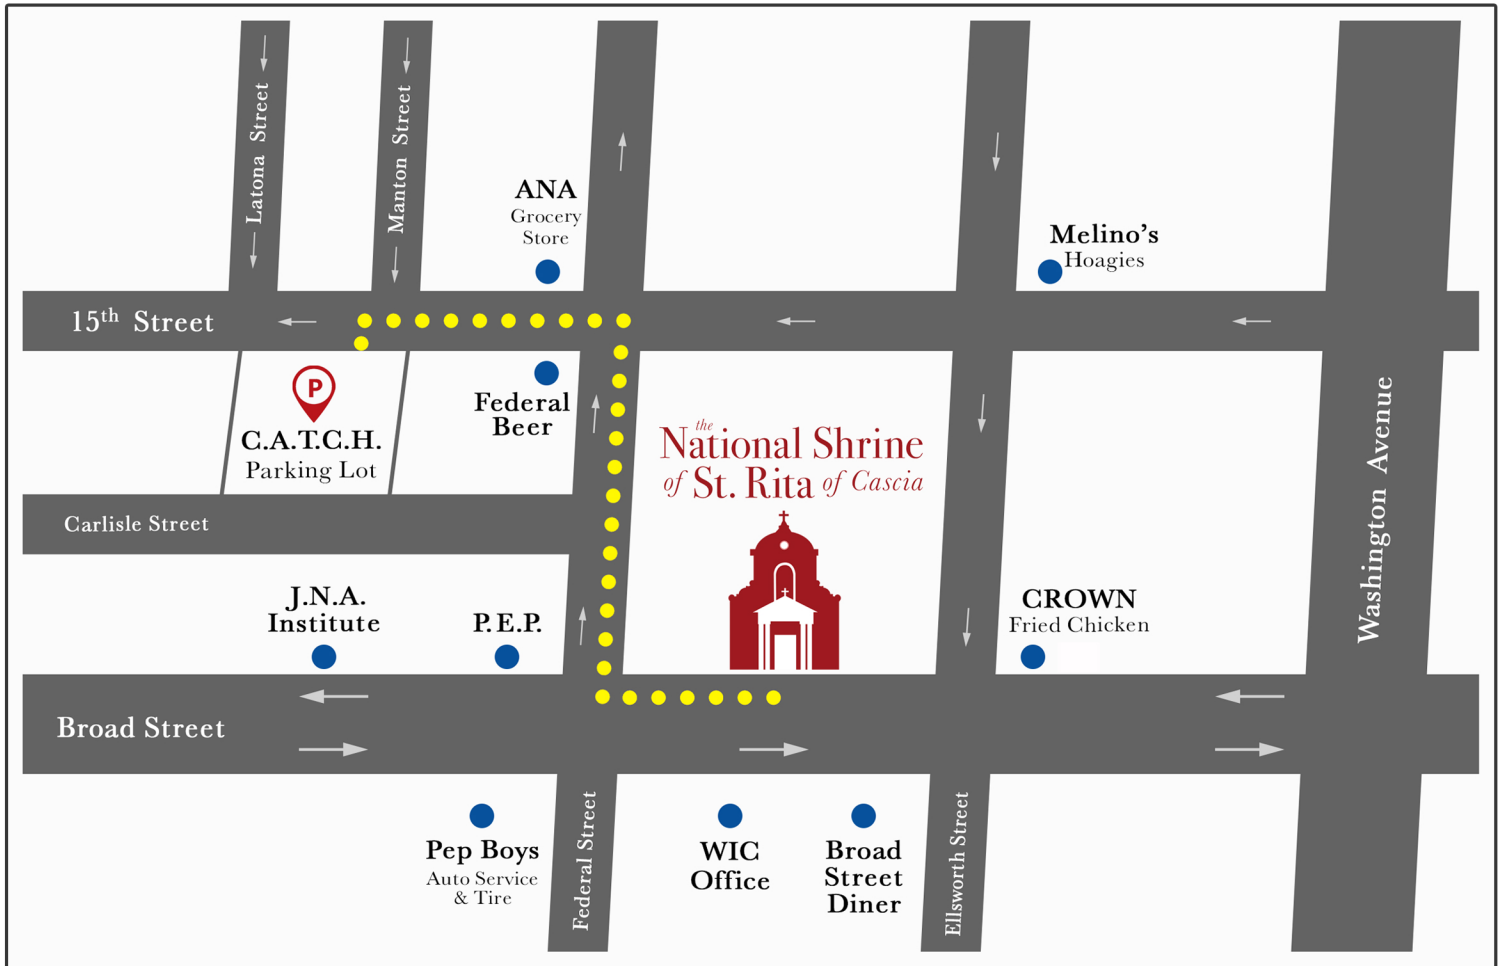 Latona Street
Manton Street
ANA
Grocery
Store
Melino's
Hoagies
15th Street
P
C.A.T.C.H.
Parking Lot
Federal
Beer
the
National Shrine
of St. Rita of Cascia
Washington Avenue
Carlisle Street
J.N.A.
Institute
P.E.P.
CROWN
Fried Chicken
Broad Street
Federal Street
Ellsworth Street
Pep Boys
Auto Service
& Tire
WIC
Office
Broad
Street
Diner